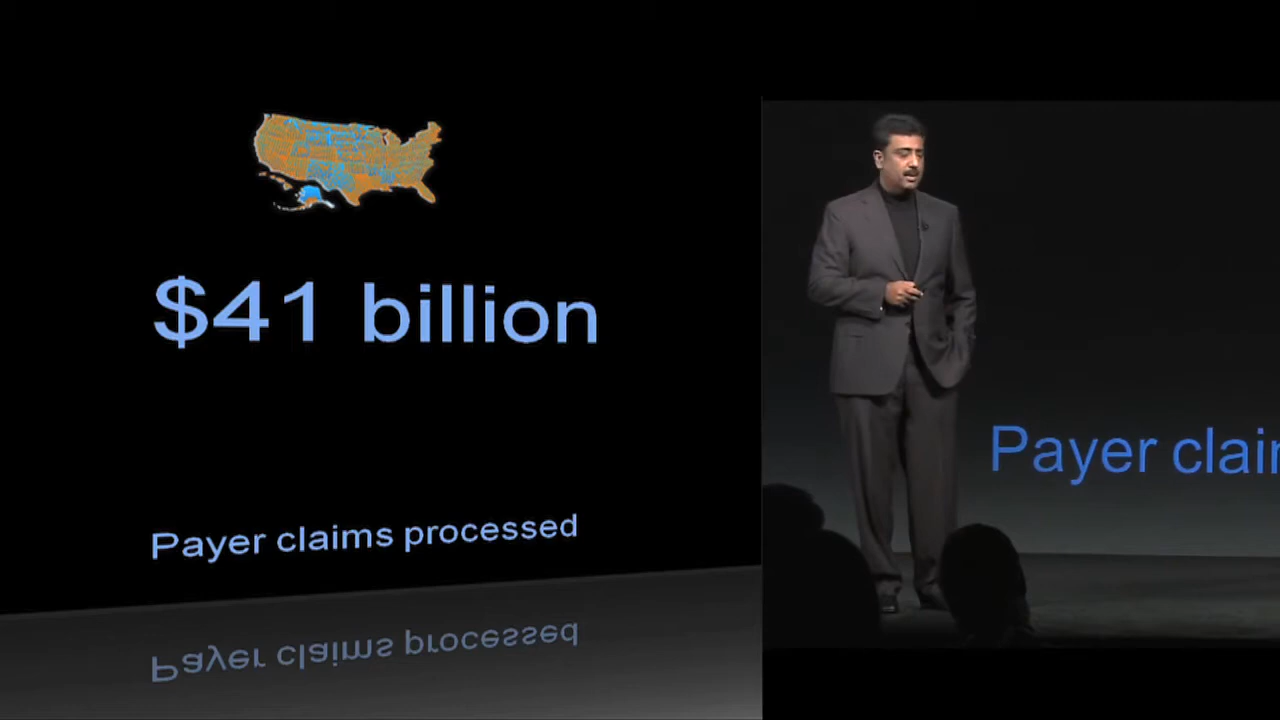 $41 billion
Payer claims processed
Payer claims processed
Payer clai